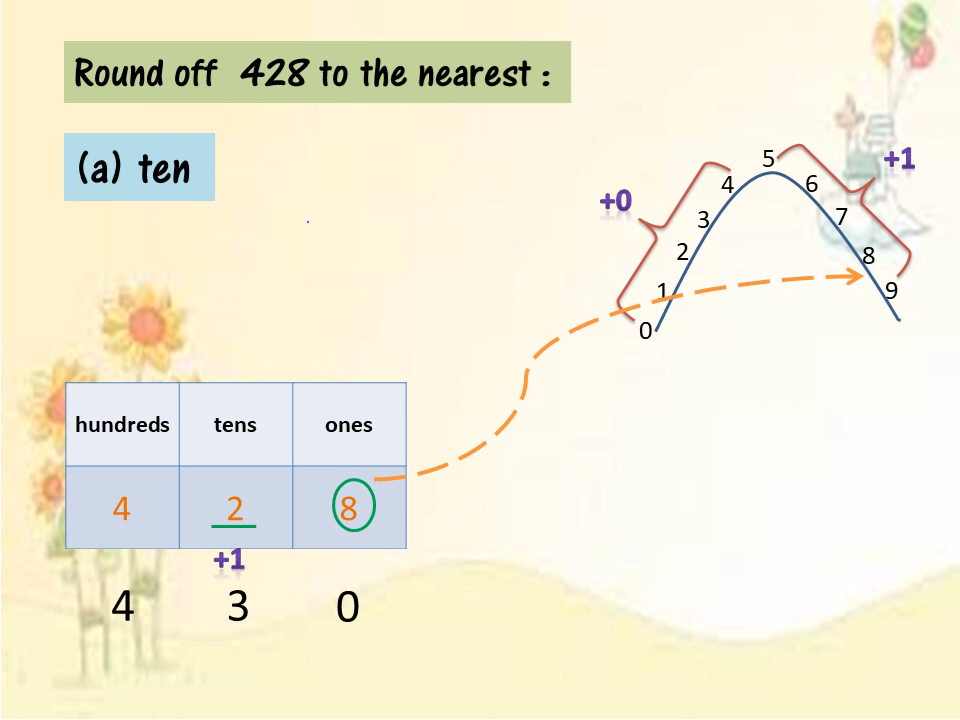 Round off 428 to the nearest :
(a) ten
+0
+1
0
1
2
3
4
5
6
7
8
9
hundreds tens ones
4 2 8
+1
4 3 0